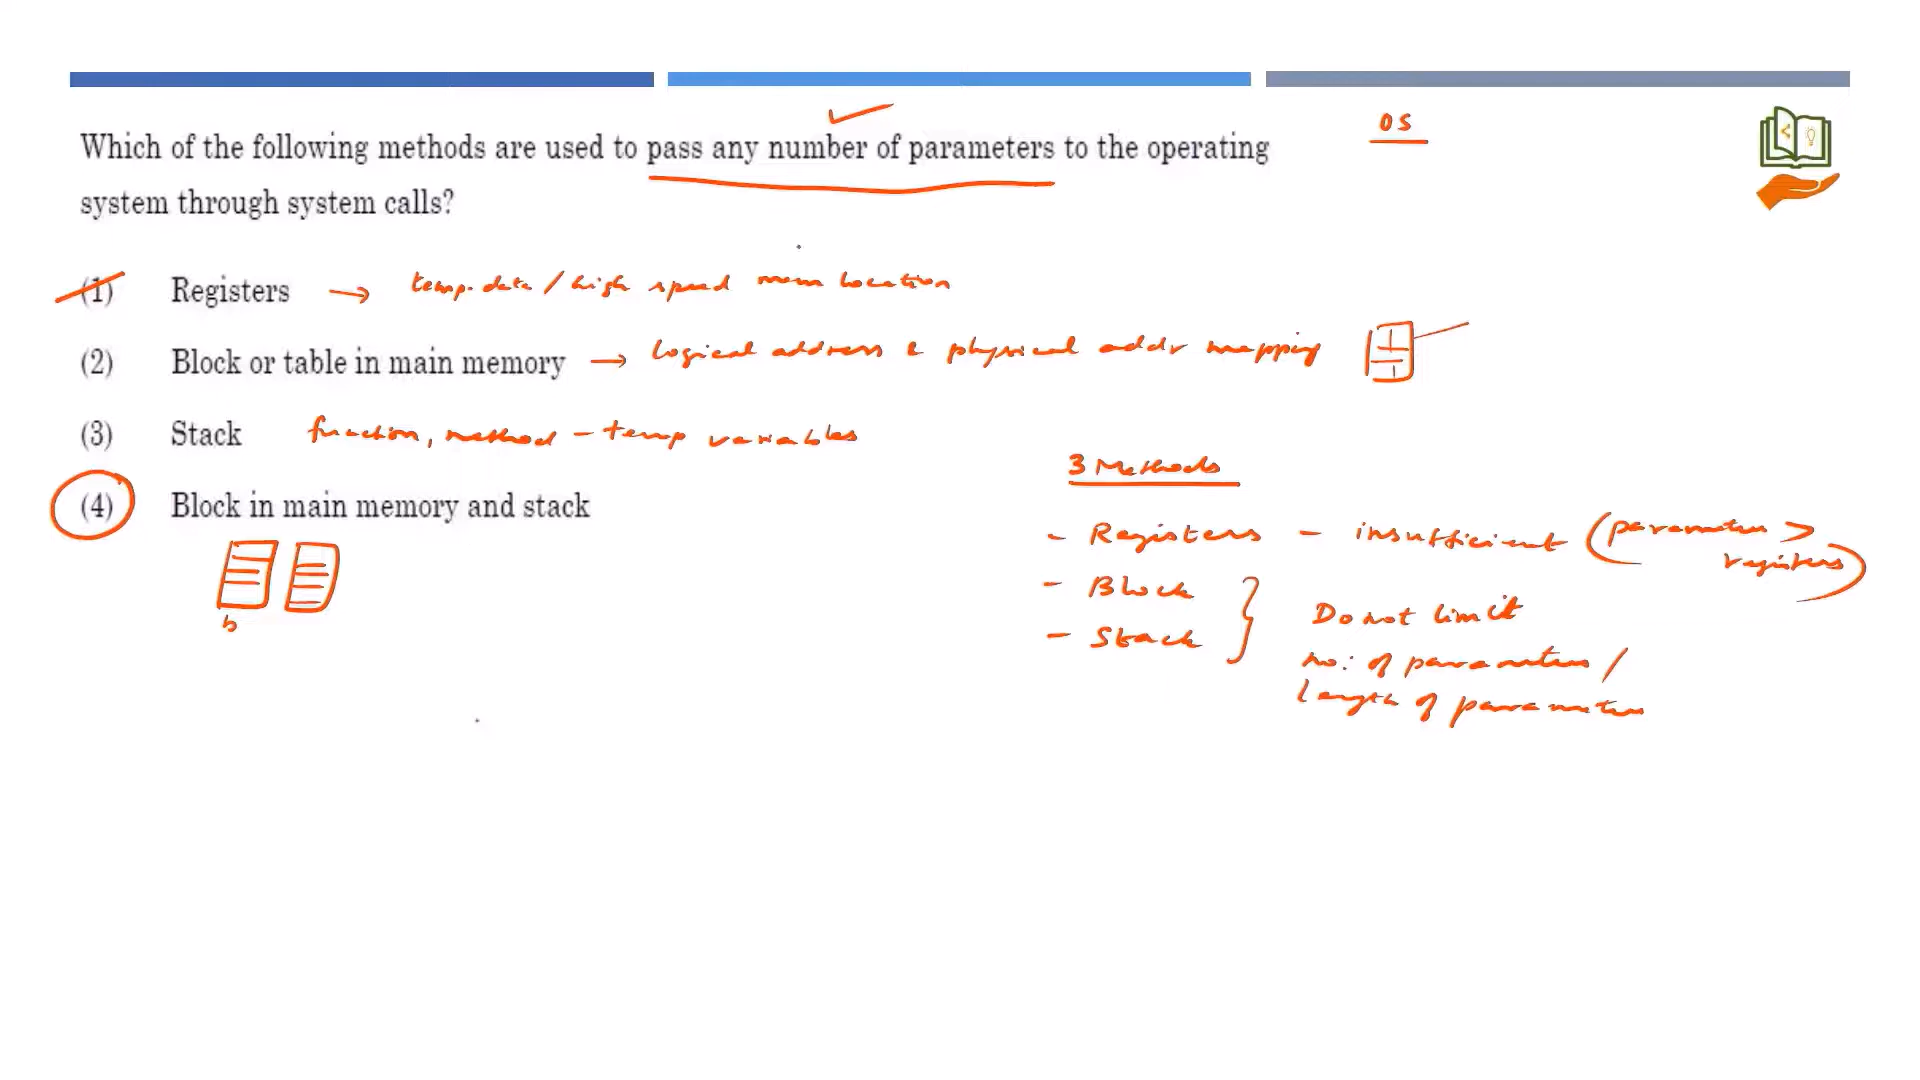 OS
Which of the following methods are used to pass any number of parameters to the operating
system through system calls?
(1) Registers → temp. data / high speed mem location
(2) Block or table in main memory → Logical address & physical addr mapping
(3) Stack function, method - temp variables
(4) Block in main memory and stack
b
3 Methods
- Registers - insufficient (parameters >
registers)
- Block
- Stack
Do not limit
no: of parameters /
Length of parameters